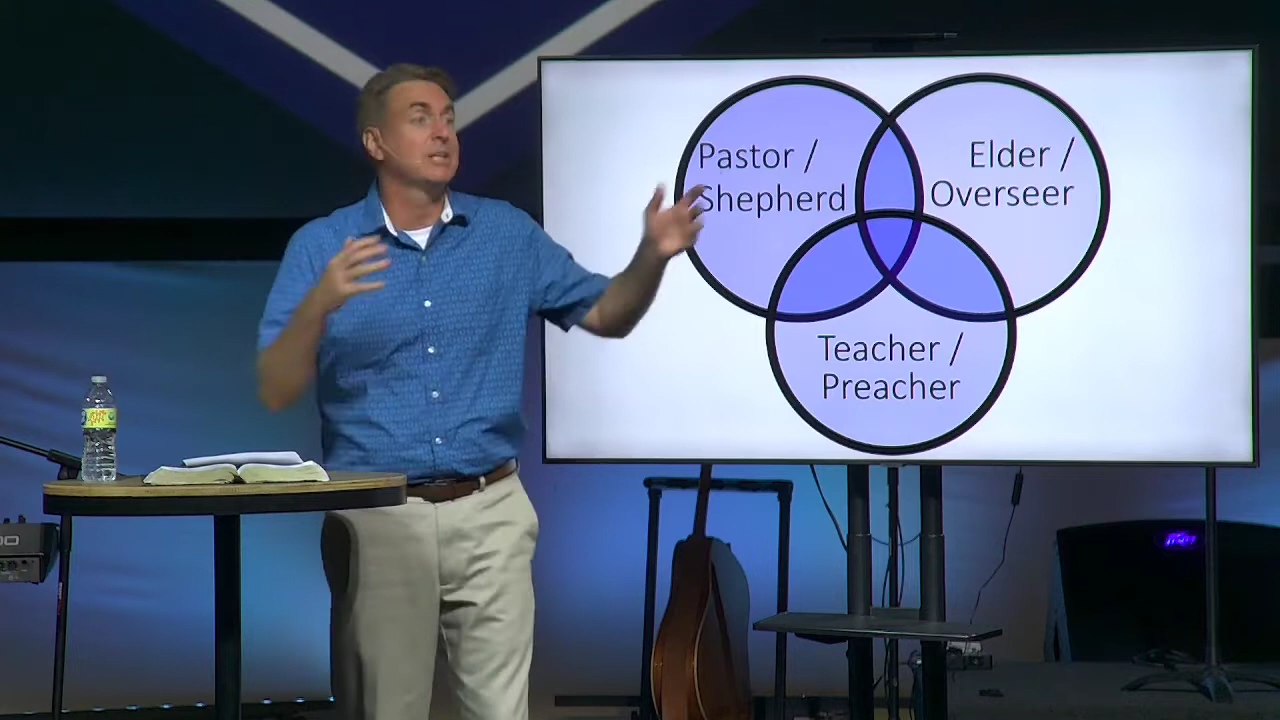 Pastor /
Shepherd
Elder /
Overseer
Teacher /
Preacher